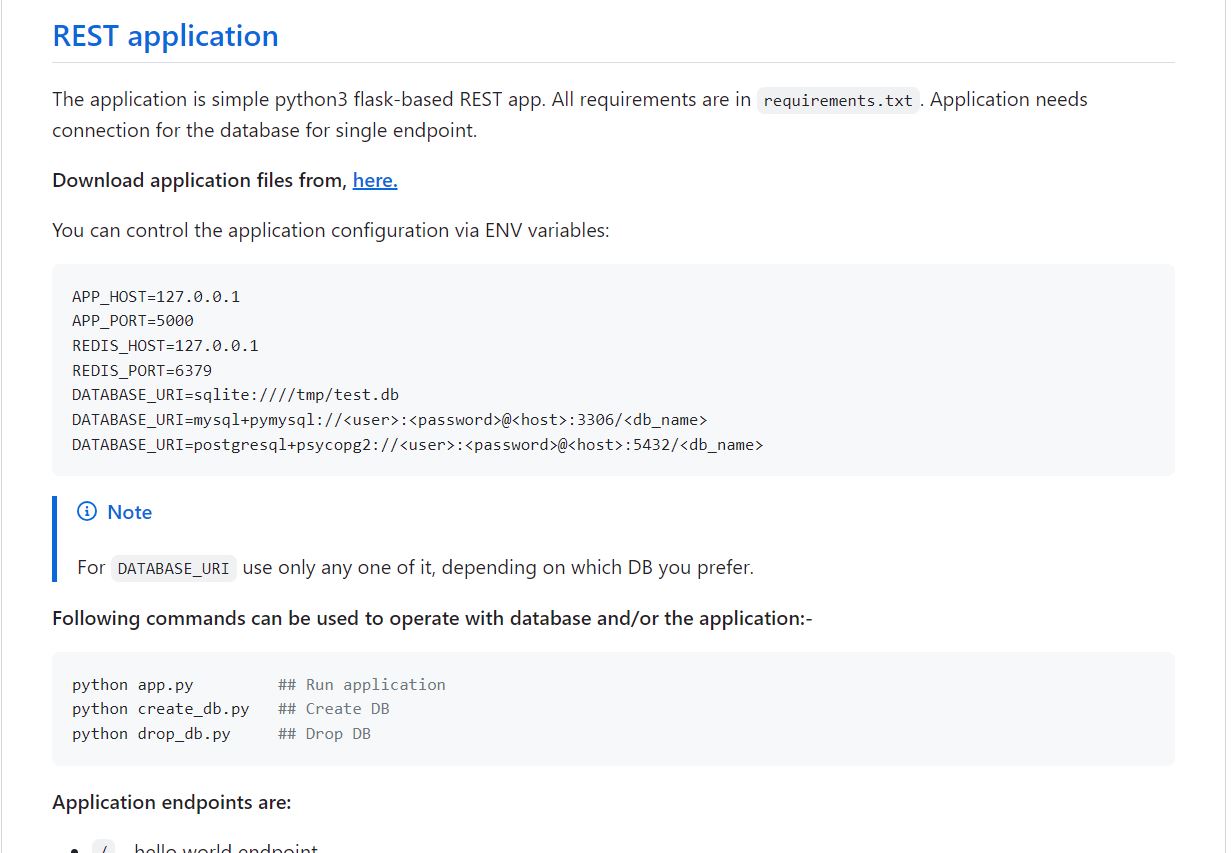 REST application
The application is simple python3 flask-based REST app. All requirements are in requirements.txt. Application needs
connection for the database for single endpoint.
Download application files from, here.
You can control the application configuration via ENV variables:
APP_HOST=127.0.0.1
APP_PORT=5000
REDIS_HOST=127.0.0.1
REDIS_PORT=6379
DATABASE_URI=sqlite:////tmp/test.db
DATABASE_URI=mysql+pymysql://<user>:<password>@<host>:3306/<db_name>
DATABASE_URI=postgresql+psycopg2://<user>:<password>@<host>:5432/<db_name>
Note
For DATABASE_URI use only any one of it, depending on which DB you prefer.
Following commands can be used to operate with database and/or the application:-
python app.py ## Run application
python create_db.py ## Create DB
python drop_db.py ## Drop DB
Application endpoints are:
/ hello world endpoint